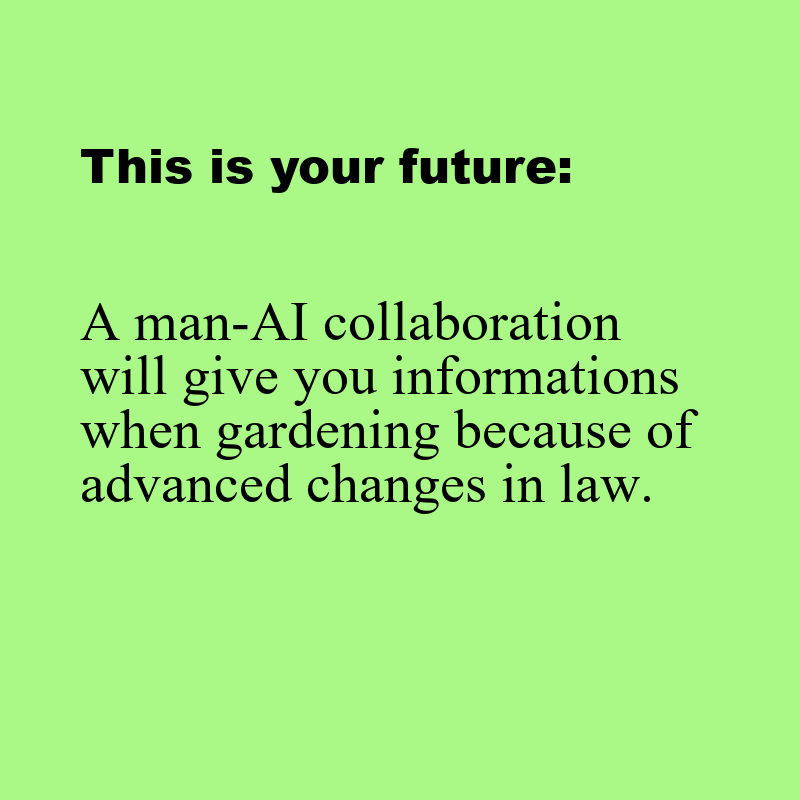 This is your future:
A man-AI collaboration
will give you informations
when gardening because of
advanced changes in law.